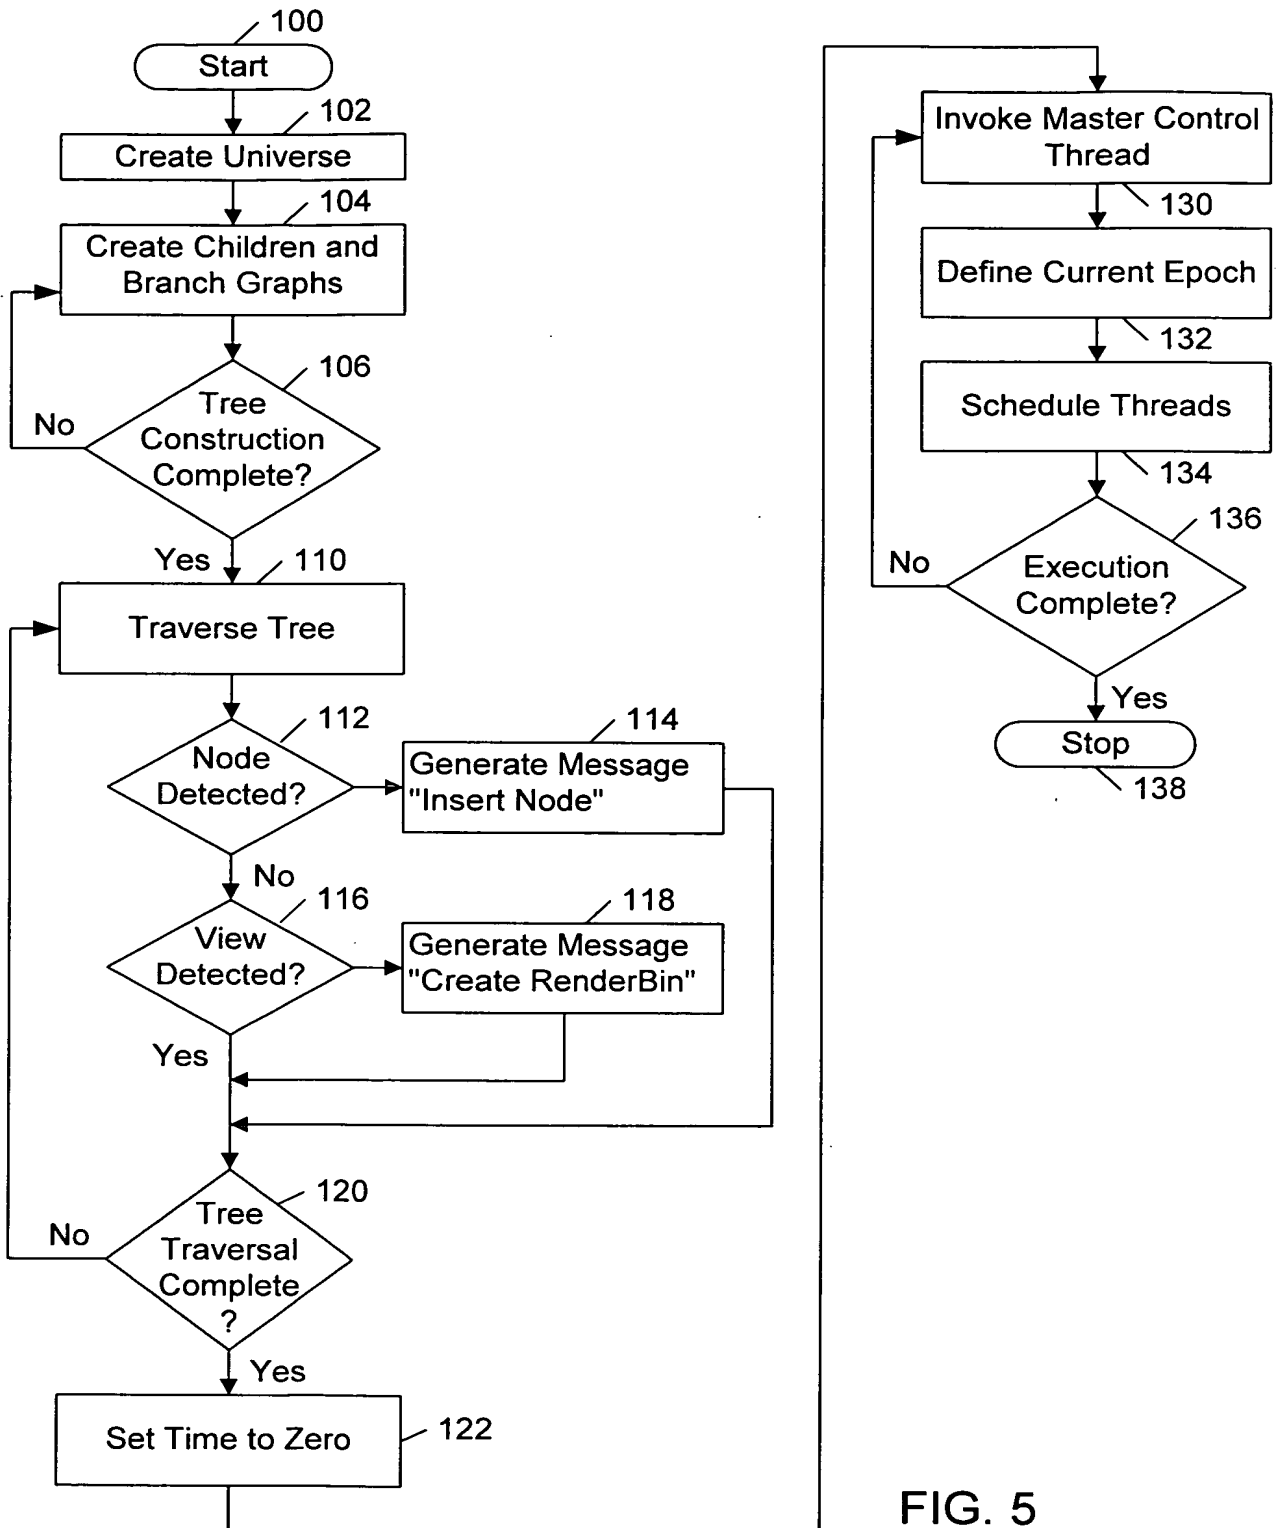 100
Start
102
Create Universe
104
Create Children and
Branch Graphs
106
Tree
Construction
Complete?
No
Yes
110
Traverse Tree
112
Node
Detected?
114
Generate Message
"Insert Node"
No
116
View
Detected?
118
Generate Message
"Create RenderBin"
Yes
120
Tree
Traversal
Complete
?
No
Yes
Set Time to Zero
122
Invoke Master Control
Thread
130
Define Current Epoch
132
Schedule Threads
134
136
Execution
Complete?
No
Yes
Stop
138
FIG. 5